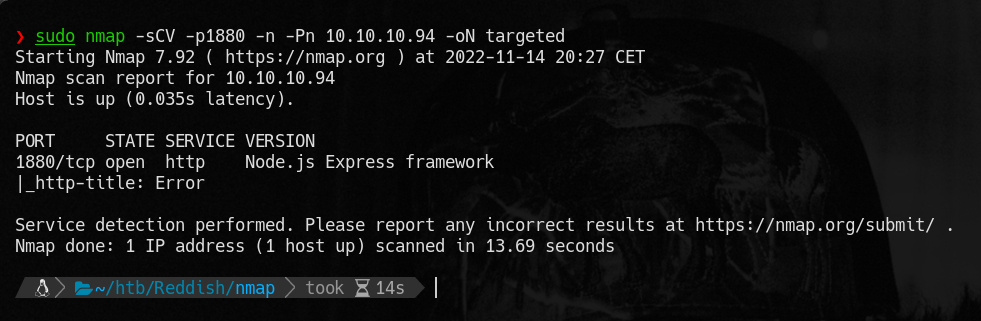 ❯ sudo nmap -sCV -p1880 -n -Pn 10.10.10.94 -oN targeted
Starting Nmap 7.92 ( https://nmap.org ) at 2022-11-14 20:27 CET
Nmap scan report for 10.10.10.94
Host is up (0.035s latency).
PORT     STATE SERVICE VERSION
1880/tcp open  http    Node.js Express framework
|_http-title: Error
Service detection performed. Please report any incorrect results at https://nmap.org/submit/ .
Nmap done: 1 IP address (1 host up) scanned in 13.69 seconds
~/htb/Reddish/nmap took 14s